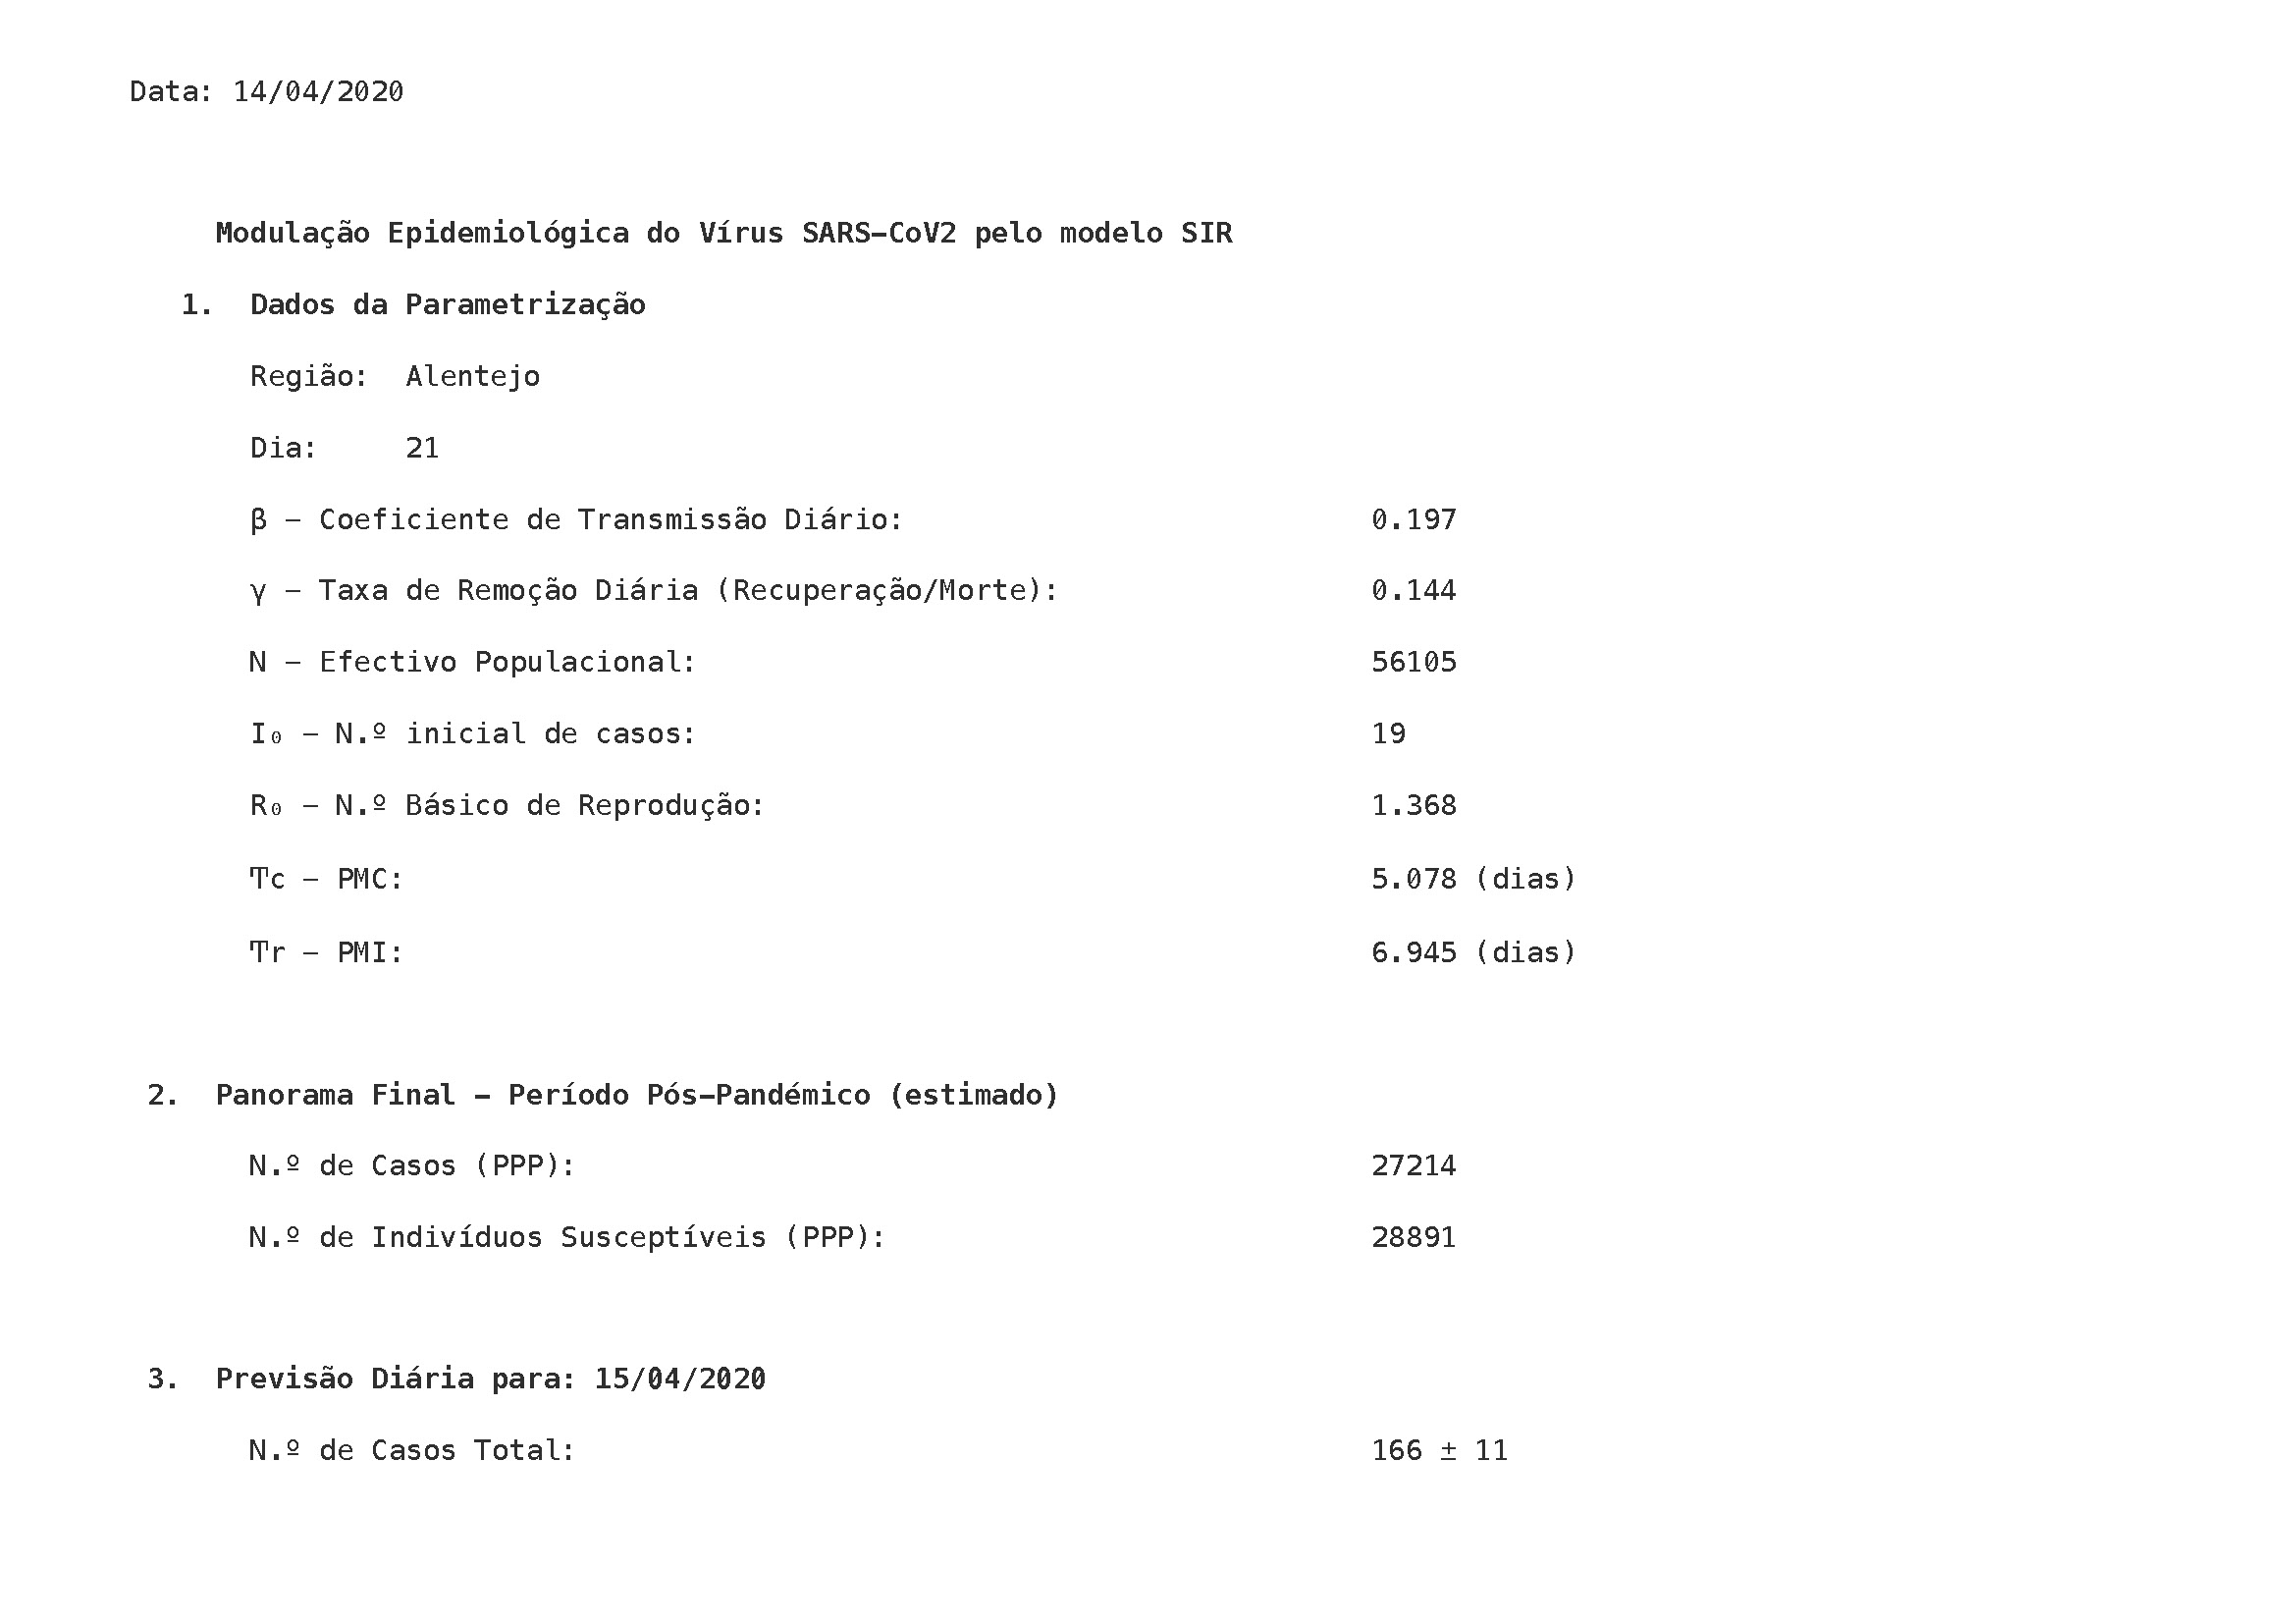 Data: 14/04/2020
Modulação Epidemiológica do Vírus SARS-CoV2 pelo modelo SIR
1. Dados da Parametrização
Região: Alentejo
Dia: 21
β – Coeficiente de Transmissão Diário: 0.197
γ – Taxa de Remoção Diária (Recuperação/Morte): 0.144
N – Efectivo Populacional: 56105
I₀ – N.º inicial de casos: 19
R₀ – N.º Básico de Reprodução: 1.368
Ͳc – PMC: 5.078 (dias)
Ͳr – PMI: 6.945 (dias)
2. Panorama Final – Período Pós-Pandémico (estimado)
N.º de Casos (PPP): 27214
N.º de Indivíduos Susceptíveis (PPP): 28891
3. Previsão Diária para: 15/04/2020
N.º de Casos Total: 166 ± 11